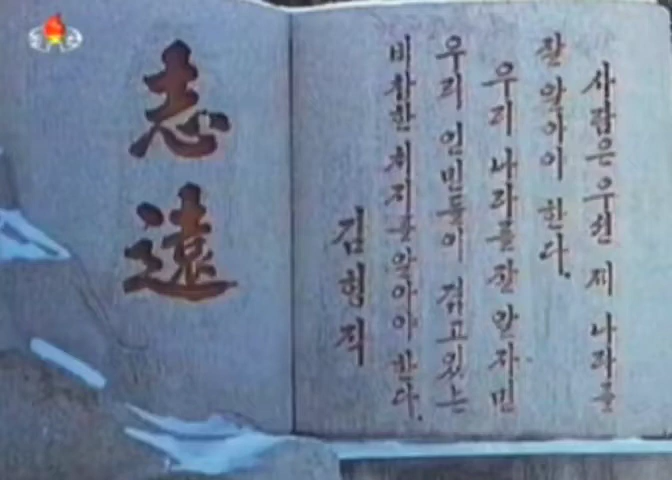 사람은 우선 제 나라를
잘 알아야 한다.
우리 나라를 잘 알자면
우리 인민들이 겪고있는
비참한 처지를 알아야 한다.
김형직
志遠